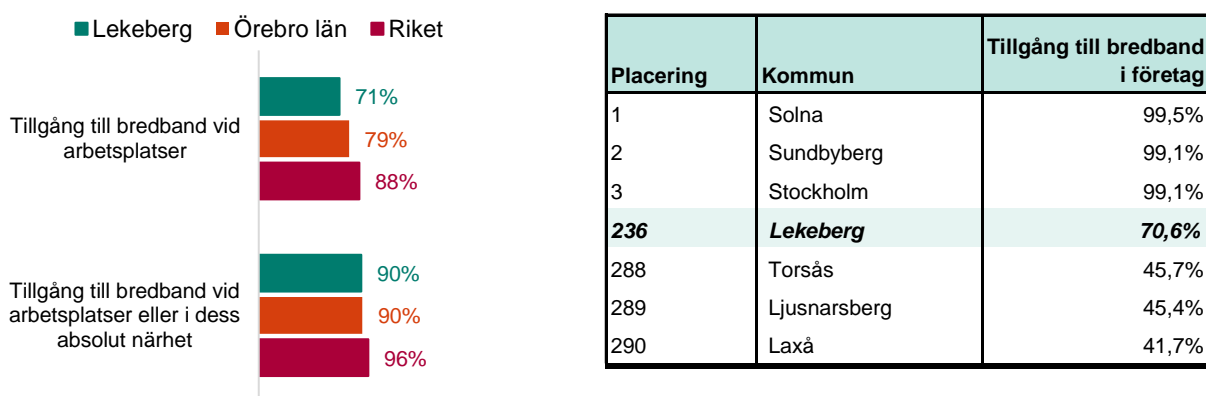 Lekeberg Örebro län Riket
Tillgång till bredband vid
arbetsplatser
71%
79%
88%
Tillgång till bredband vid
arbetsplatser eller i dess
absolut närhet
90%
90%
96%
Placering Kommun Tillgång till bredband
i företag
1 Solna 99,5%
2 Sundbyberg 99,1%
3 Stockholm 99,1%
236 Lekeberg 70,6%
288 Torsås 45,7%
289 Ljusnarsberg 45,4%
290 Laxå 41,7%